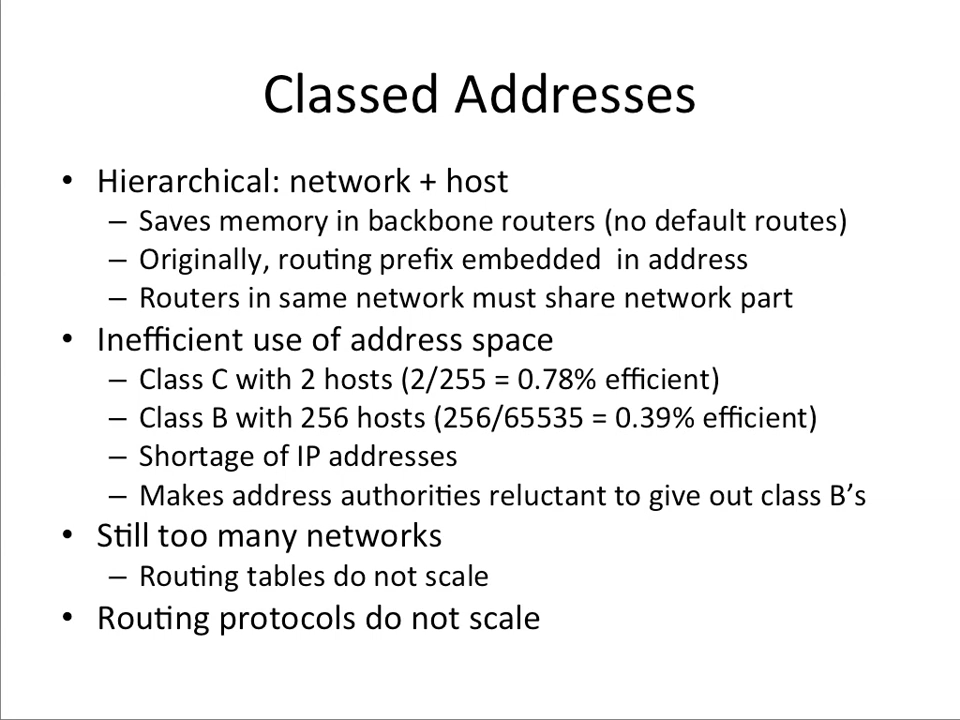 Classed Addresses
• Hierarchical: network + host
– Saves memory in backbone routers (no default routes)
– Originally, routing prefix embedded  in address
– Routers in same network must share network part
• Inefficient use of address space
– Class C with 2 hosts (2/255 = 0.78% efficient)
– Class B with 256 hosts (256/65535 = 0.39% efficient)
– Shortage of IP addresses
– Makes address authorities reluctant to give out class B’s
• Still too many networks
– Routing tables do not scale
• Routing protocols do not scale